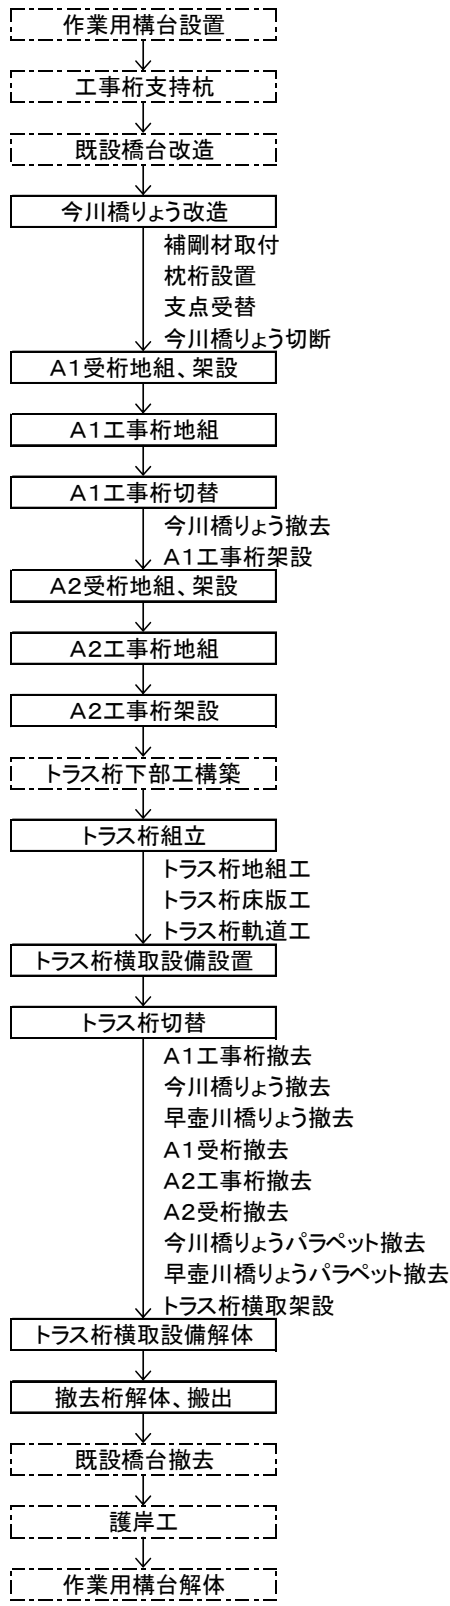 作業用構台設置
工事桁支持杭
既設橋台改造
今川橋りょう改造
補剛材取付
枕桁設置
支点受替
今川橋りょう切断
A1受桁地組、架設
A1工事桁地組
A1工事桁切替
今川橋りょう撤去
A1工事桁架設
A2受桁地組、架設
A2工事桁地組
A2工事桁架設
トラス桁下部工構築
トラス桁組立
トラス桁地組工
トラス桁床版工
トラス桁軌道工
トラス桁横取設備設置
トラス桁切替
A1工事桁撤去
今川橋りょう撤去
早壷川橋りょう撤去
A1受桁撤去
A2工事桁撤去
A2受桁撤去
今川橋りょうパラペット撤去
早壷川橋りょうパラペット撤去
トラス桁横取架設
トラス桁横取設備解体
撤去桁解体、搬出
既設橋台撤去
護岸工
作業用構台解体